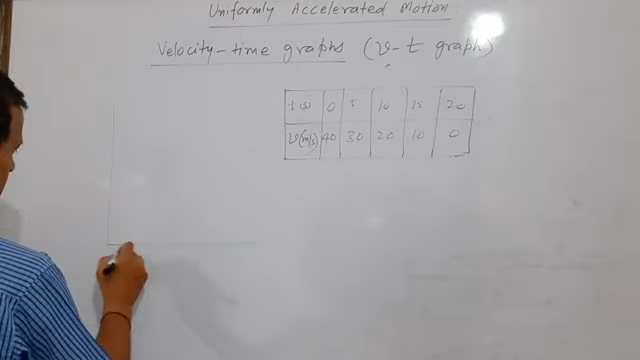 Uniformly Accelerated Motion
Velocity-time graphs (v-t graph)
t(s) 0 5 10 15 20
v(m/s) 40 30 20 10 0